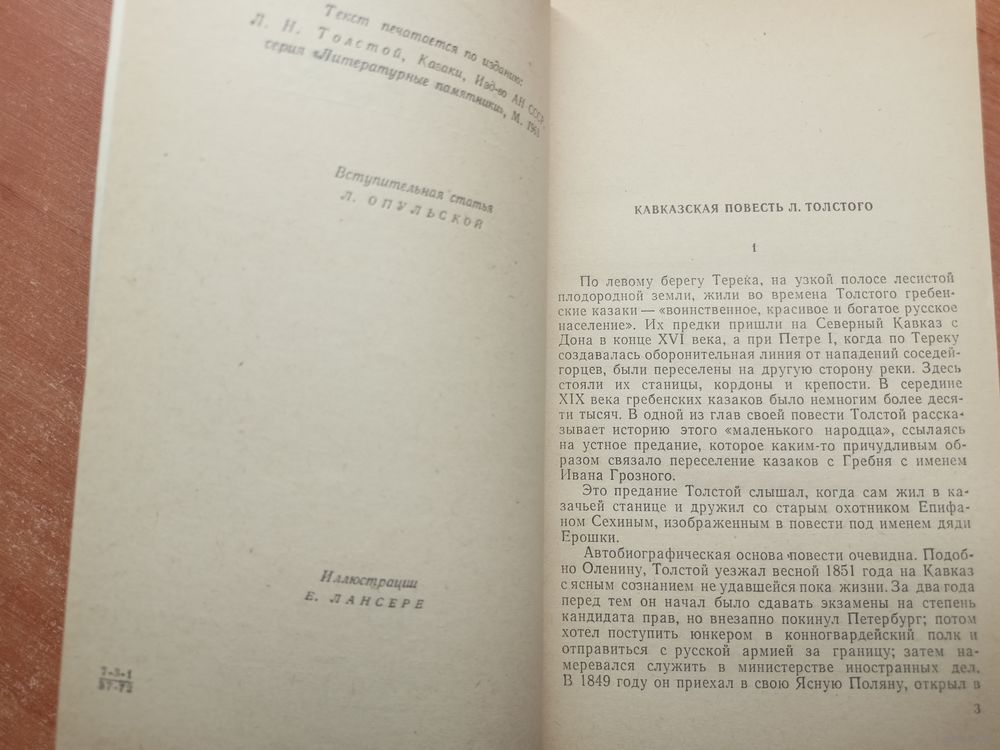 Текст печатается по изданию:
Л. Н. Толстой, Казаки, Изд-во АН СССР,
серия «Литературные памятники», М. 1963
Вступительная статья
Л. ОПУЛЬСКОЙ
Иллюстрации
Е. ЛАНСЕРЕ
7-3-1
57-72
КАВКАЗСКАЯ ПОВЕСТЬ Л. ТОЛСТОГО
1
По левому берегу Терека, на узкой полосе лесистой
плодородной земли, жили во времена Толстого гребен-
ские казаки — «воинственное, красивое и богатое русское
население». Их предки пришли на Северный Кавказ с
Дона в конце XVI века, а при Петре I, когда по Тереку
создавалась оборонительная линия от нападений соседей-
горцев, были переселены на другую сторону реки. Здесь
стояли их станицы, кордоны и крепости. В середине
XIX века гребенских казаков было немногим более деся-
ти тысяч. В одной из глав своей повести Толстой расска-
зывает историю этого «маленького народца», ссылаясь
на устное предание, которое каким-то причудливым об-
разом связало переселение казаков с Гребня с именем
Ивана Грозного.
Это предание Толстой слышал, когда сам жил в ка-
зачьей станице и дружил со старым охотником Епифа-
ном Сехиным, изображенным в повести под именем дяди
Ерошки.
Автобиографическая основа повести очевидна. Подоб-
но Оленину, Толстой уезжал весной 1851 года на Кавказ
с ясным сознанием не удавшейся пока жизни. За два года
перед тем он начал было сдавать экзамены на степень
кандидата прав, но внезапно покинул Петербург; потом
хотел поступить юнкером в конногвардейский полк и
отправиться с русской армией за границу; затем на-
меревался служить в министерстве иностранных дел.
В 1849 году он приехал в свою Ясную Поляну, открыл в
3